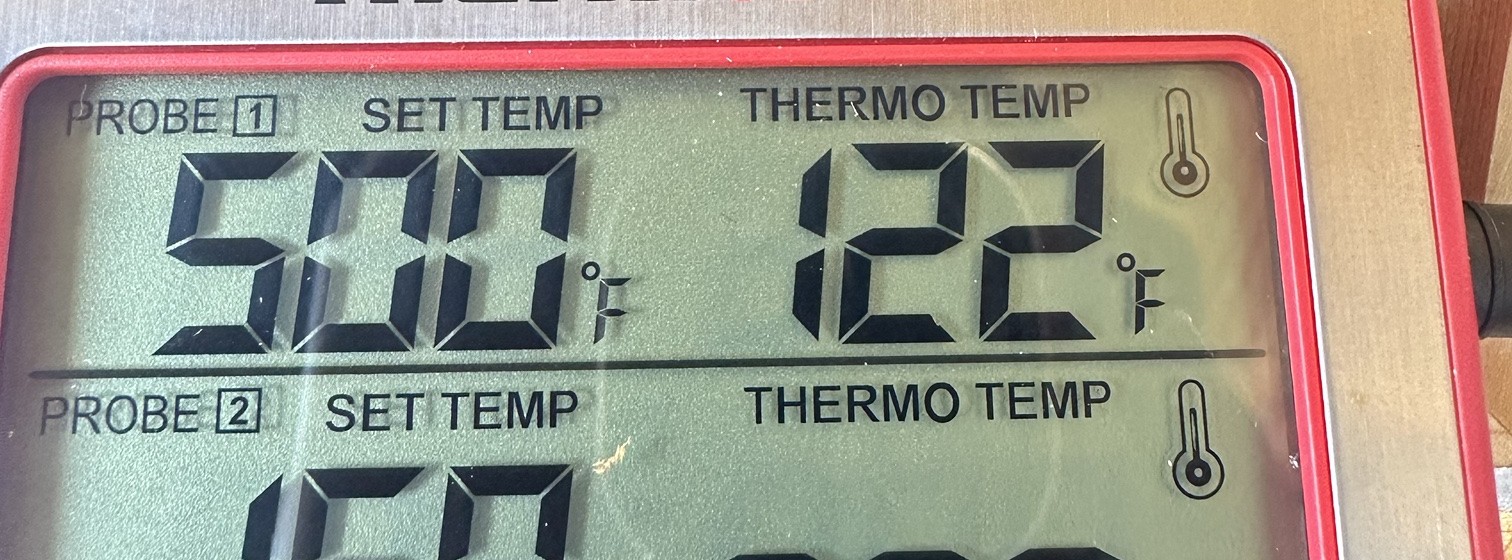 PROBE 1 SET TEMP THERMO TEMP
500°F 122°F
PROBE 2 SET TEMP THERMO TEMP